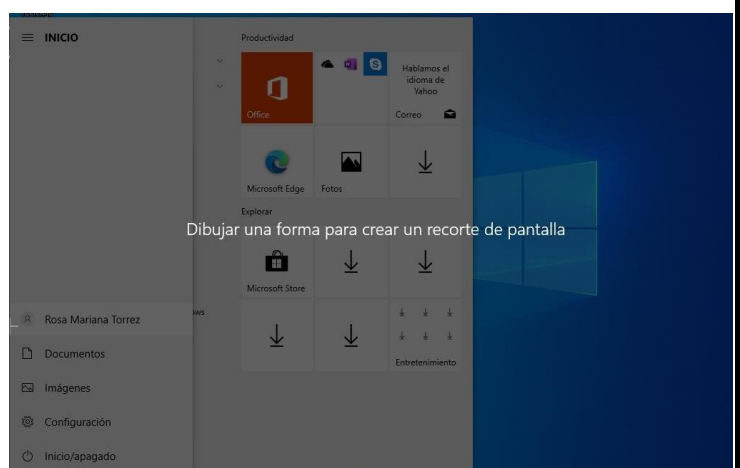 INICIO
Productividad
Office
Hablamos el
idioma de
Yahoo
Correo
Microsoft Edge
Fotos
Explorar
Dibujar una forma para crear un recorte de pantalla
Microsoft Store
Rosa Mariana Torrez
ws
Entretenimiento
Documentos
Imágenes
Configuración
Inicio/apagado